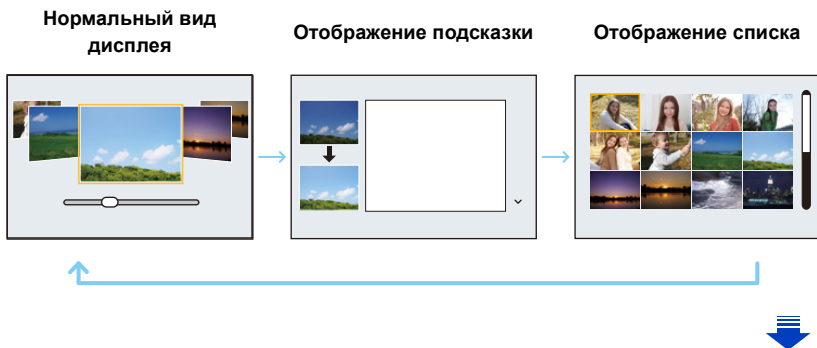 Нормальный вид
дисплея
Отображение подсказки
Отображение списка